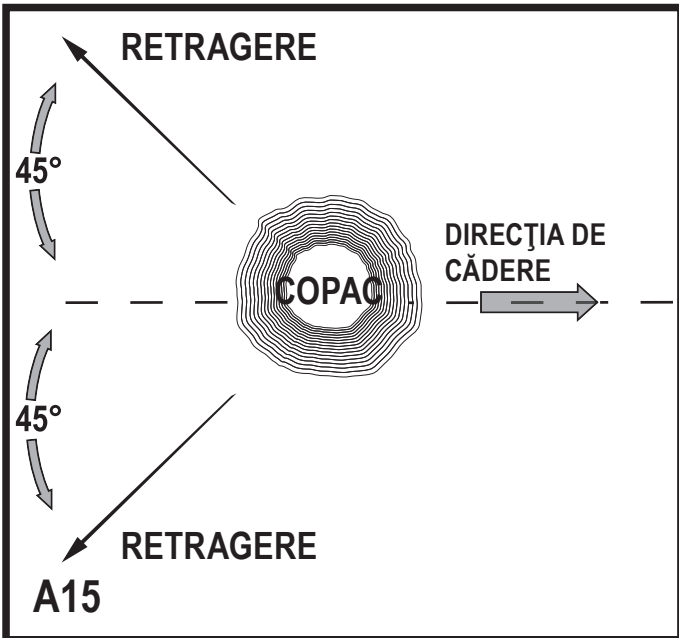 RETRAGERE
45°
DIRECŢIA DE
CĂDERE
COPAC
45°
RETRAGERE
A15